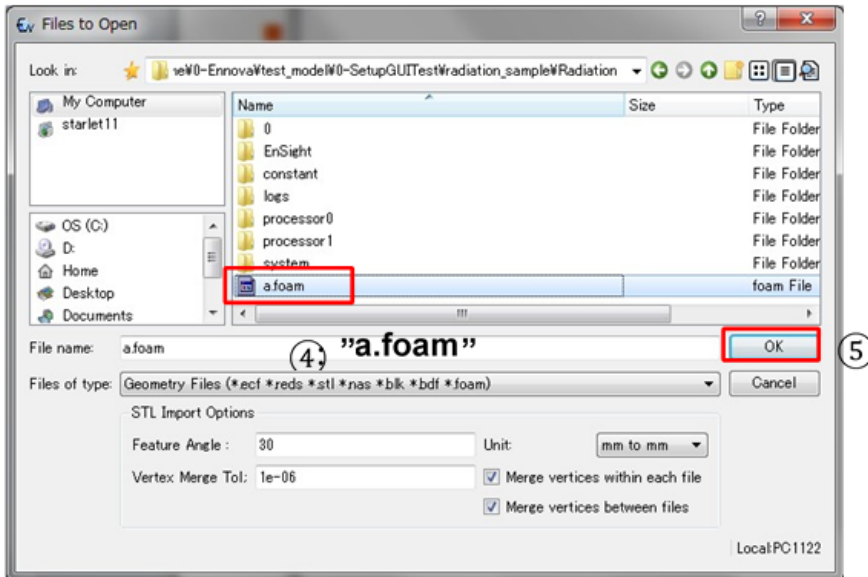 Files to Open
Look in: ne¥0-Ennova¥test_model¥0-SetupGUITest¥radiation_sample¥Radiation
My Computer
starlet11
Name Size Type
0 File Folder
EnSight File Folder
constant File Folder
logs File Folder
processor0 File Folder
processor1 File Folder
system File Folder
a.foam foam File
OS (C:)
D:
Home
Desktop
Documents
File name: a.foam OK ⑤
④; ”a.foam”
Files of type: Geometry Files (*.ecf *.reds *.stl *.nas *.blk *.bdf *.foam) Cancel
STL Import Options
Feature Angle : 30 Unit: mm to mm
Vertex Merge Tol: 1e-06 Merge vertices within each file
Merge vertices between files
Local:PC1122